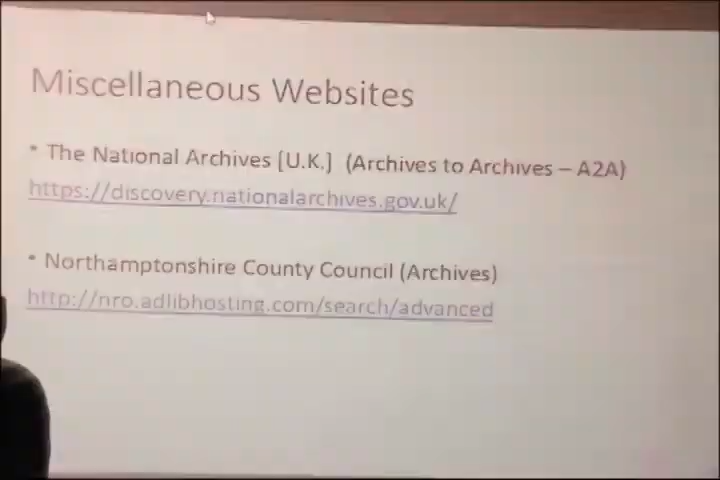 Miscellaneous Websites
* The National Archives [U.K.] (Archives to Archives – A2A)
https://discovery.nationalarchives.gov.uk/
* Northamptonshire County Council (Archives)
http://nro.adlibhosting.com/search/advanced